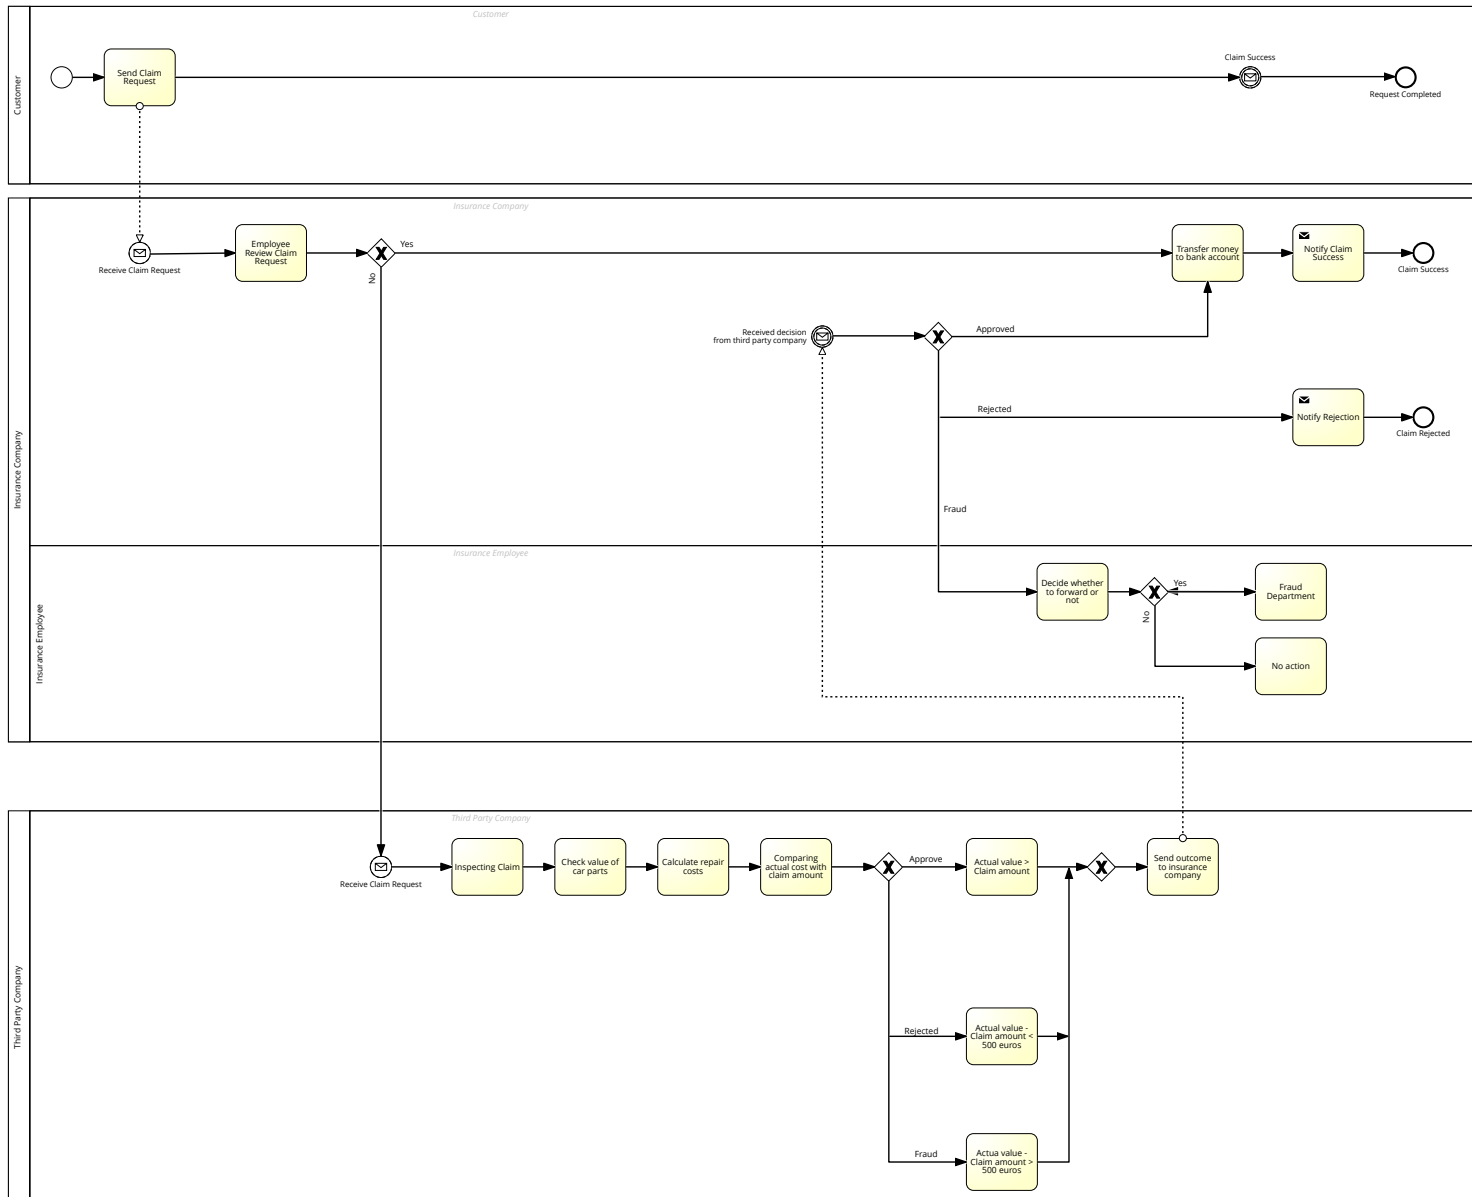 Customer
Customer
Send Claim
Request
Claim Success
Request Completed
Insurance Company
Insurance Company
Receive Claim Request
Employee
Review Claim
Request
Yes
No
Transfer money
to bank account
Notify Claim
Success
Claim Success
Received decision
from third party company
Approved
Rejected
Notify Rejection
Claim Rejected
Fraud
Insurance Employee
Insurance Employee
Decide whether
to forward or
not
Yes
No
Fraud
Department
No action
Third Party Company
Third Party Company
Receive Claim Request
Inspecting Claim
Check value of
car parts
Calculate repair
costs
Comparing
actual cost with
claim amount
Approve
Actual value >
Claim amount
Send outcome
to insurance
company
Rejected
Actual value -
Claim amount <
500 euros
Fraud
Actua value -
Claim amount >
500 euros